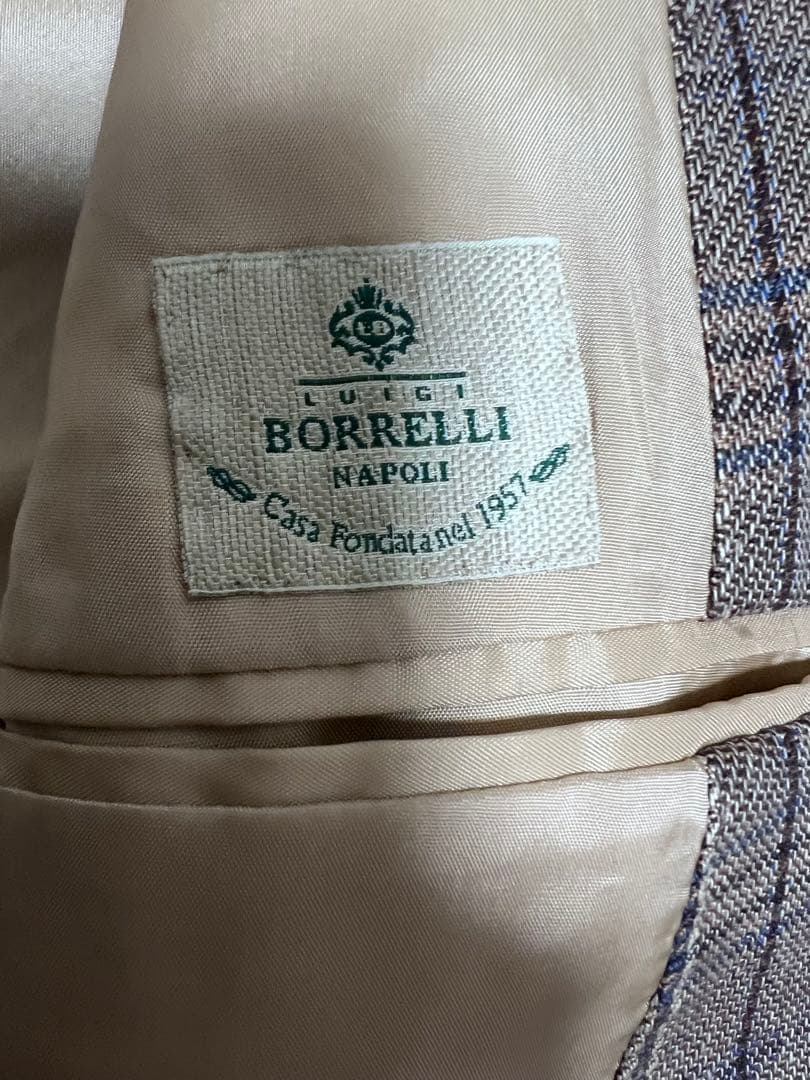 LUIGI
BORRELLI
NAPOLI
Casa Fondata nel 1957